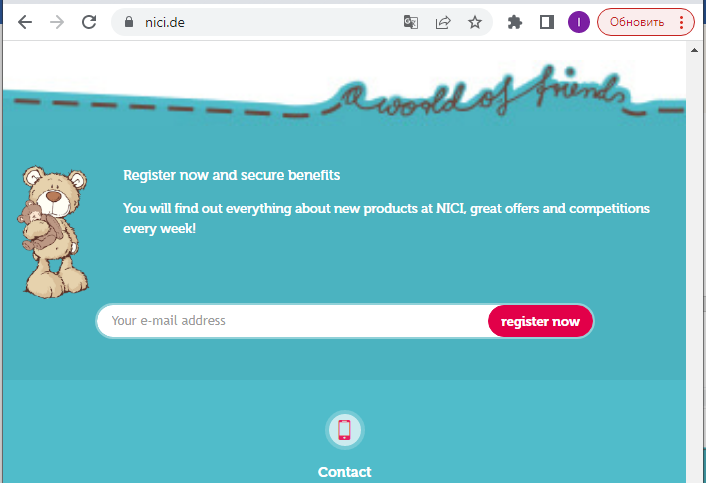 nici.de
I
Обновить
a world of friends
Register now and secure benefits
You will find out everything about new products at NICI, great offers and competitions
every week!
Your e-mail address
register now
Contact